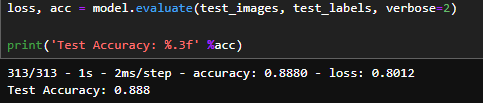 loss, acc = model.evaluate(test_images, test_labels, verbose=2)
print('Test Accuracy: %.3f' %acc)
313/313 - 1s - 2ms/step - accuracy: 0.8880 - loss: 0.8012
Test Accuracy: 0.888